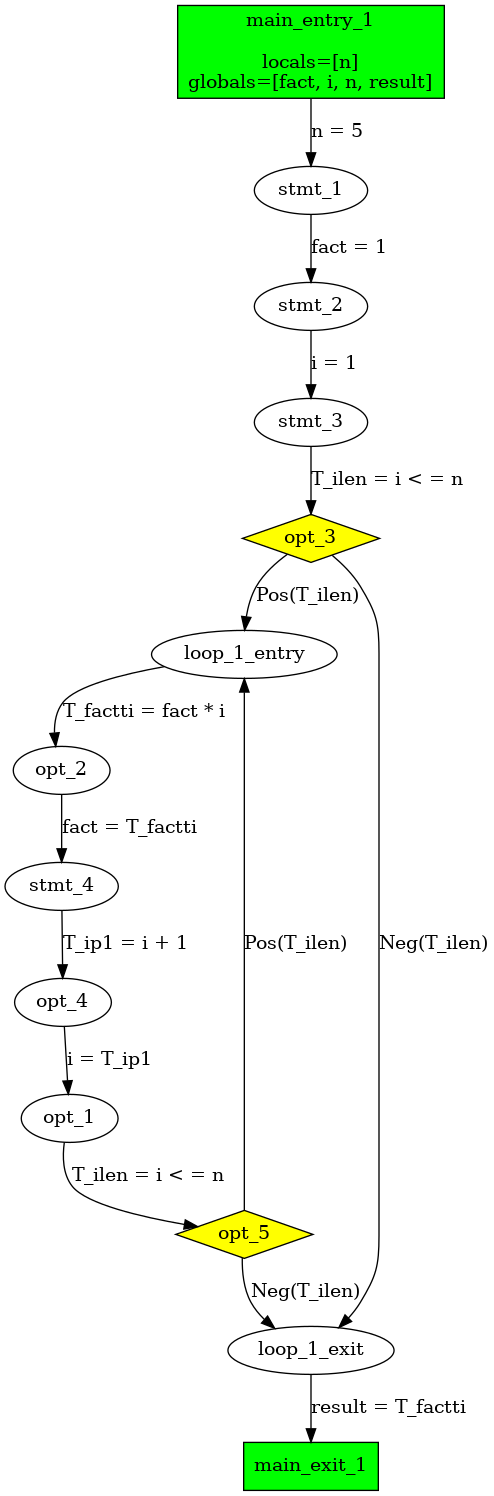 main_entry_1
locals=[n]
globals=[fact, i, n, result]
n = 5
stmt_1
fact = 1
stmt_2
i = 1
stmt_3
T_ilen = i < = n
opt_3
Pos(T_ilen)
loop_1_entry
T_factti = fact * i
opt_2
fact = T_factti
stmt_4
T_ip1 = i + 1
Pos(T_ilen)
Neg(T_ilen)
opt_4
i = T_ip1
opt_1
T_ilen = i < = n
opt_5
Neg(T_ilen)
loop_1_exit
result = T_factti
main_exit_1